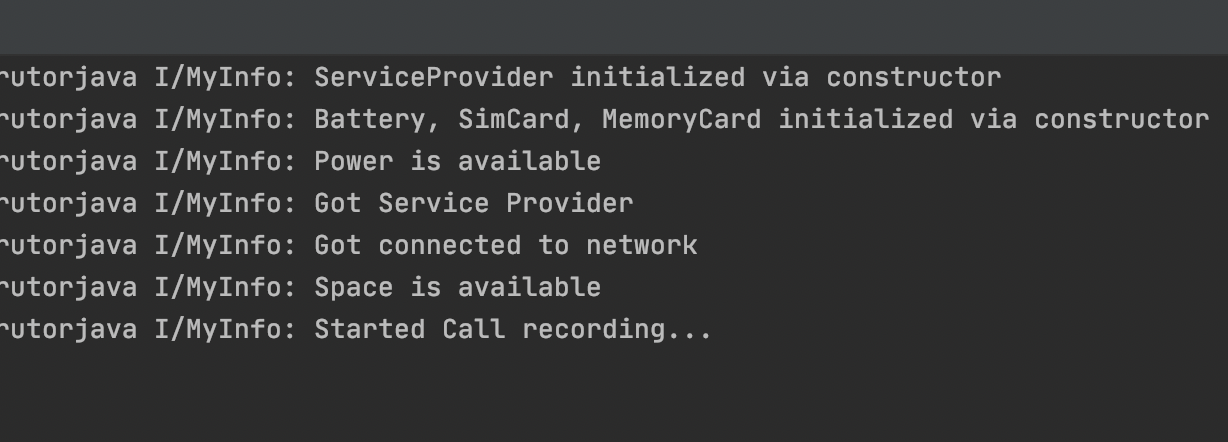 rutorjava I/MyInfo: ServiceProvider initialized via constructor
rutorjava I/MyInfo: Battery, SimCard, MemoryCard initialized via constructor
rutorjava I/MyInfo: Power is available
rutorjava I/MyInfo: Got Service Provider
rutorjava I/MyInfo: Got connected to network
rutorjava I/MyInfo: Space is available
rutorjava I/MyInfo: Started Call recording...